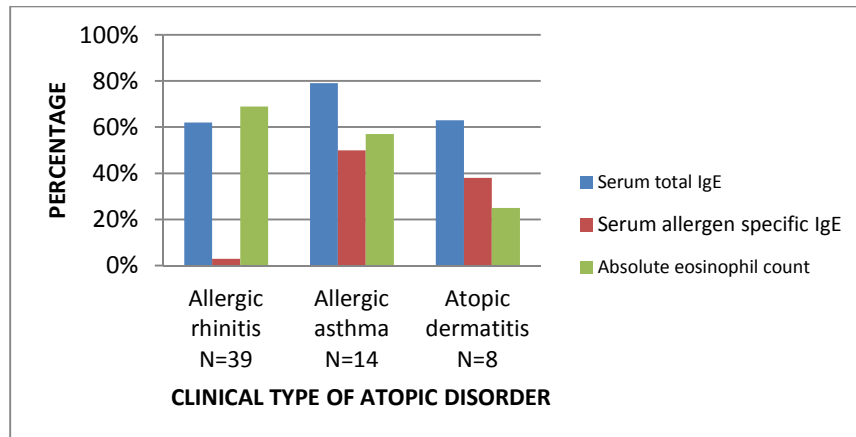 100%
80%
60%
40%
20%
0%
PERCENTAGE
Allergic rhinitis N=39
Allergic asthma N=14
Atopic dermatitis N=8
CLINICAL TYPE OF ATOPIC DISORDER
Serum total IgE
Serum allergen specific IgE
Absolute eosinophil count